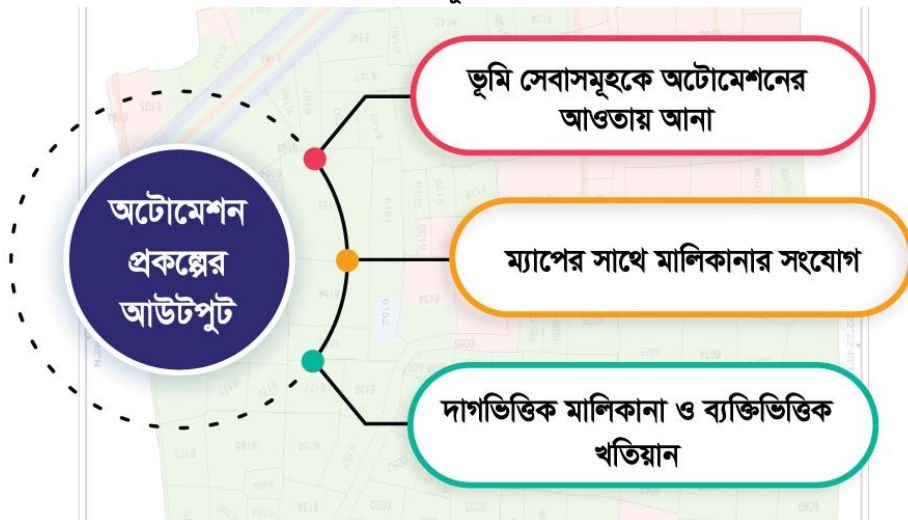 অটোমেশন
প্রকল্পের
আউটপুট
ভূমি সেবাসমূহকে অটোমেশনের
আওতায় আনা
ম্যাপের সাথে মালিকানার সংযোগ
দাগভিত্তিক মালিকানা ও ব্যক্তিভিত্তিক
খতিয়ান